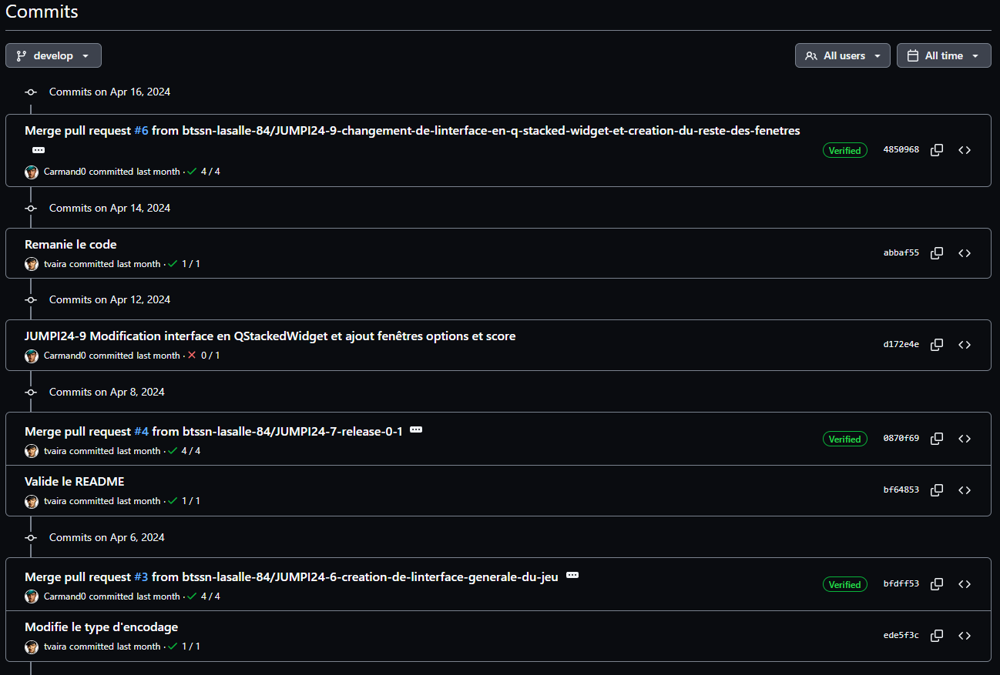 Commits
develop
All users
All time
Commits on Apr 16, 2024
Merge pull request #6 from btssn-lasalle-84/JUMPI24-9-changement-de-linterface-en-q-stacked-widget-et-creation-du-reste-des-fenetres
Verified
4850968
Carmand0 committed last month · 4 / 4
Commits on Apr 14, 2024
Remanie le code
abbaf55
tvaira committed last month · 1 / 1
Commits on Apr 12, 2024
JUMPI24-9 Modification interface en QStackedWidget et ajout fenêtres options et score
d172e4e
Carmand0 committed last month · 0 / 1
Commits on Apr 8, 2024
Merge pull request #4 from btssn-lasalle-84/JUMPI24-7-release-0-1
Verified
0870f69
tvaira committed last month · 4 / 4
Valide le README
bf64853
tvaira committed last month · 1 / 1
Commits on Apr 6, 2024
Merge pull request #3 from btssn-lasalle-84/JUMPI24-6-creation-de-linterface-generale-du-jeu
Verified
bfdff53
Carmand0 committed last month · 4 / 4
Modifie le type d'encodage
ede5f3c
tvaira committed last month · 1 / 1